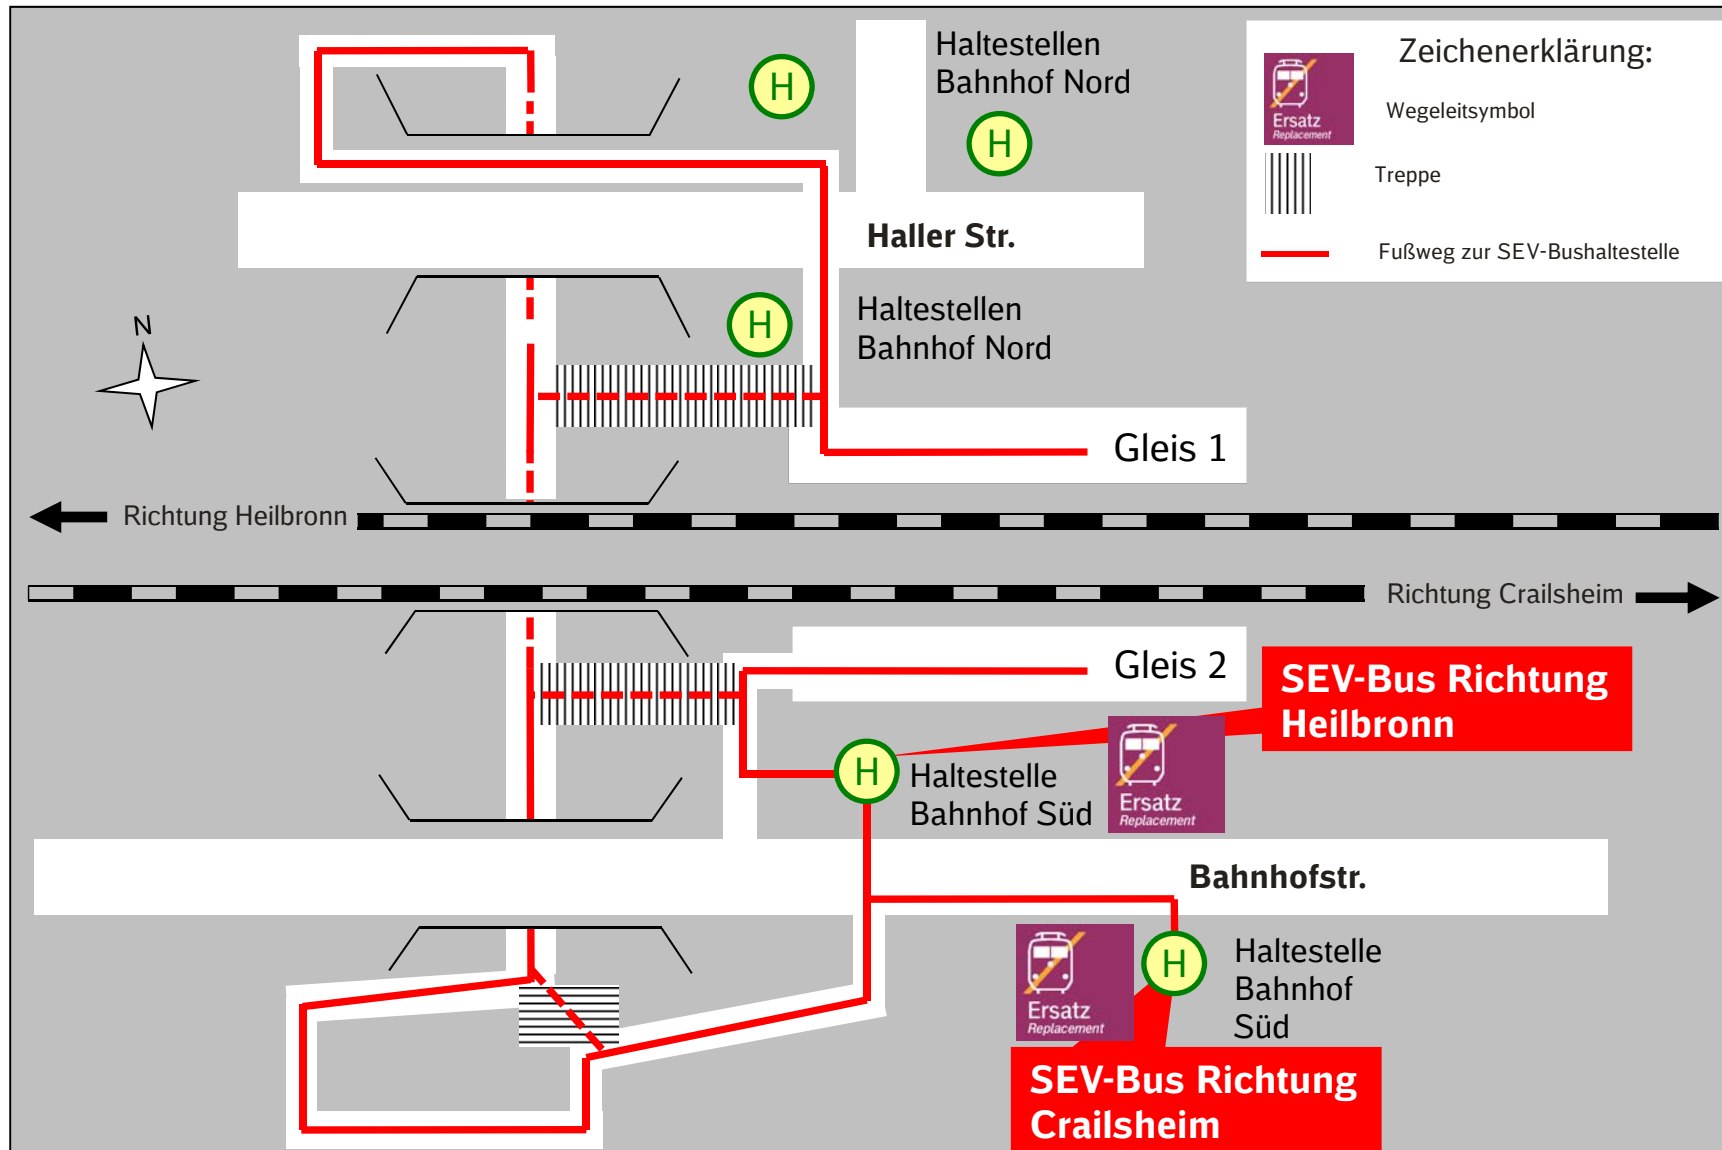 Haltestellen
Bahnhof Nord
H
H
Zeichenerklärung:
Ersatz
Replacement
Wegeleitsymbol
Treppe
Fußweg zur SEV-Bushaltestelle
Haller Str.
N
H
Haltestellen
Bahnhof Nord
Gleis 1
Richtung Heilbronn
Richtung Crailsheim
Gleis 2
SEV-Bus Richtung
Heilbronn
H
Haltestelle
Bahnhof Süd
Ersatz
Replacement
Bahnhofstr.
Ersatz
Replacement
H
Haltestelle
Bahnhof
Süd
SEV-Bus Richtung
Crailsheim